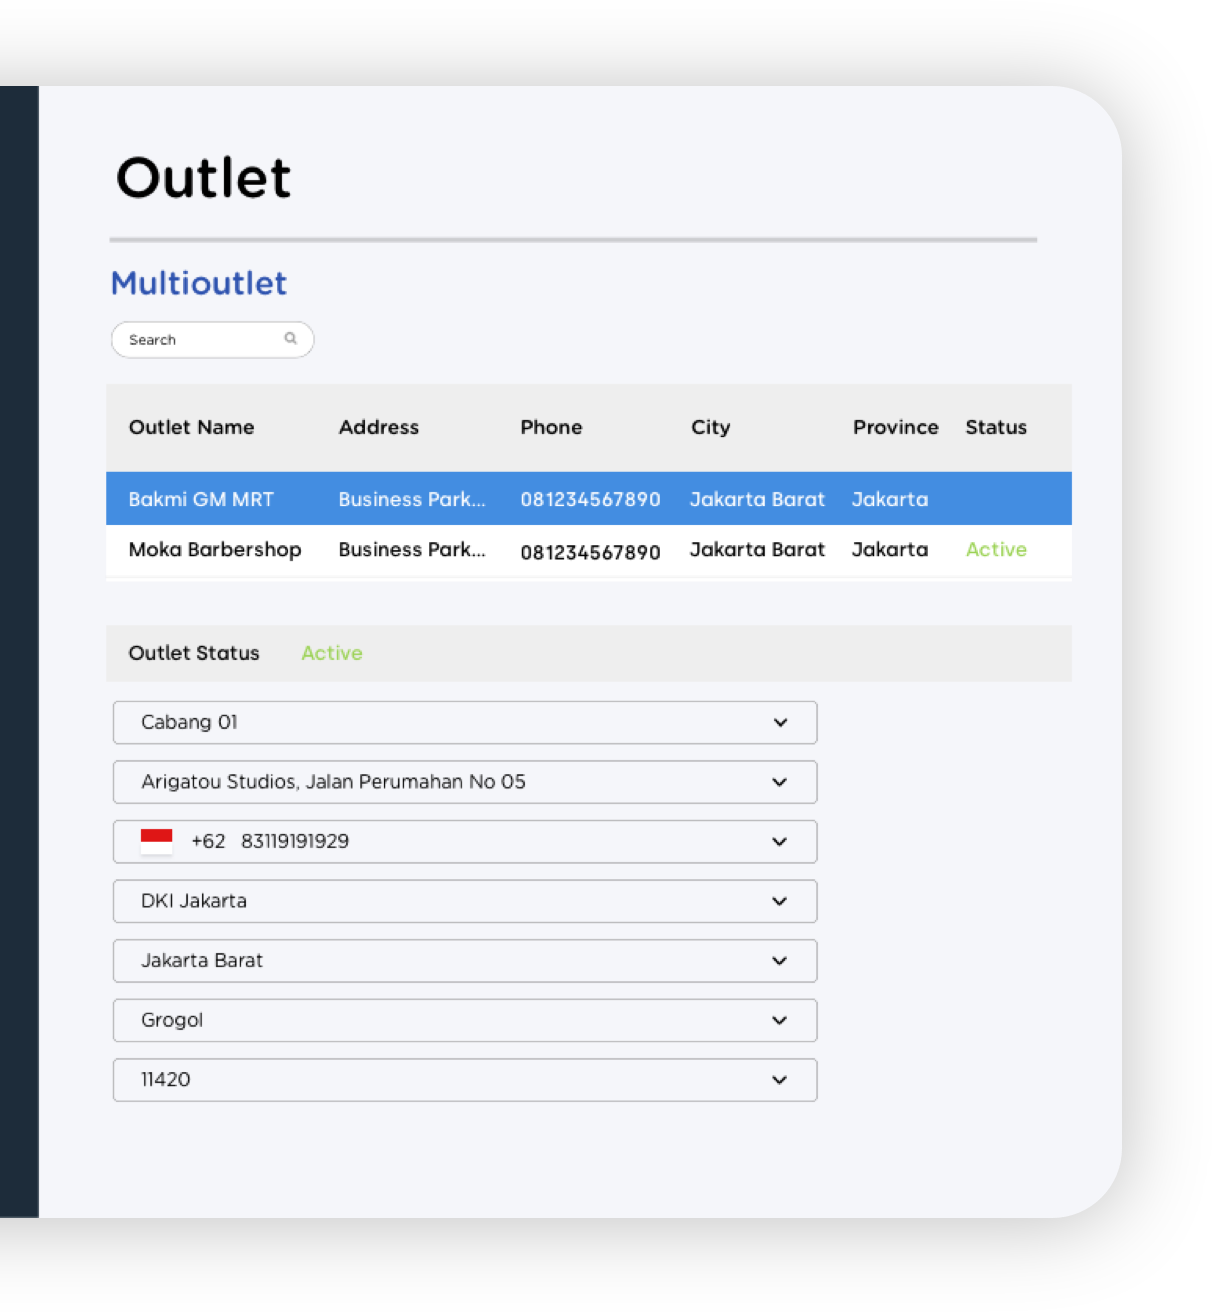 Outlet
Multioutlet
Search
Outlet Name Address Phone City Province Status
Bakmi GM MRT Business Park... 081234567890 Jakarta Barat Jakarta
Moka Barbershop Business Park... 081234567890 Jakarta Barat Jakarta Active
Outlet Status Active
Cabang 01
Arigatou Studios, Jalan Perumahan No 05
+62 83119191929
DKI Jakarta
Jakarta Barat
Grogol
11420